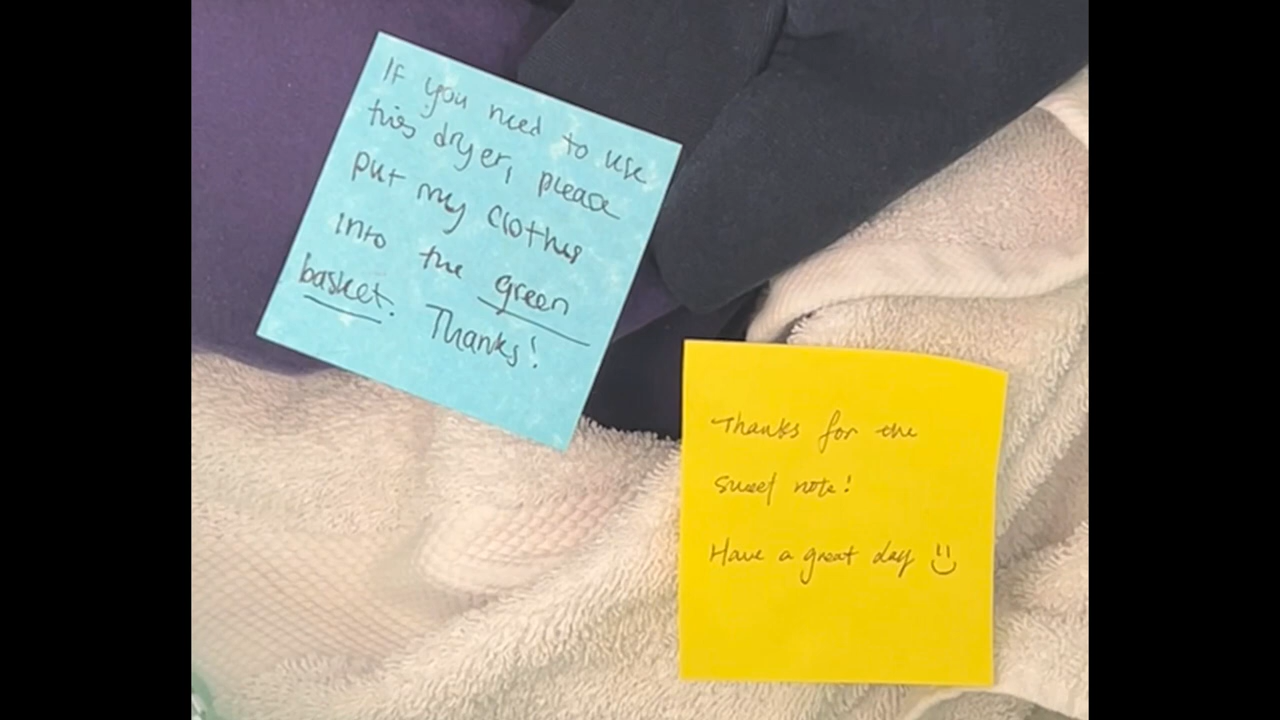 If you need to use
this dryer, please
put my clothes
into the green
basket. Thanks!
Thanks for the
sweet note!
Have a great day